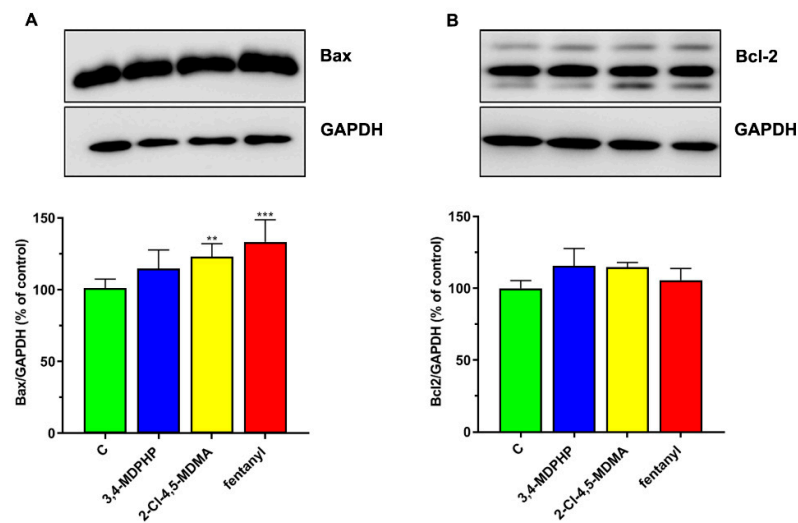 A
Bax
GAPDH
150
100
50
0
Bax/GAPDH (% of control)
**
***
C
3,4-MDPHP
2-Cl-4,5-MDMA
fentanyl
B
Bcl-2
GAPDH
150
100
50
0
Bcl2/GAPDH (% of control)
C
3,4-MDPHP
2-Cl-4,5-MDMA
fentanyl